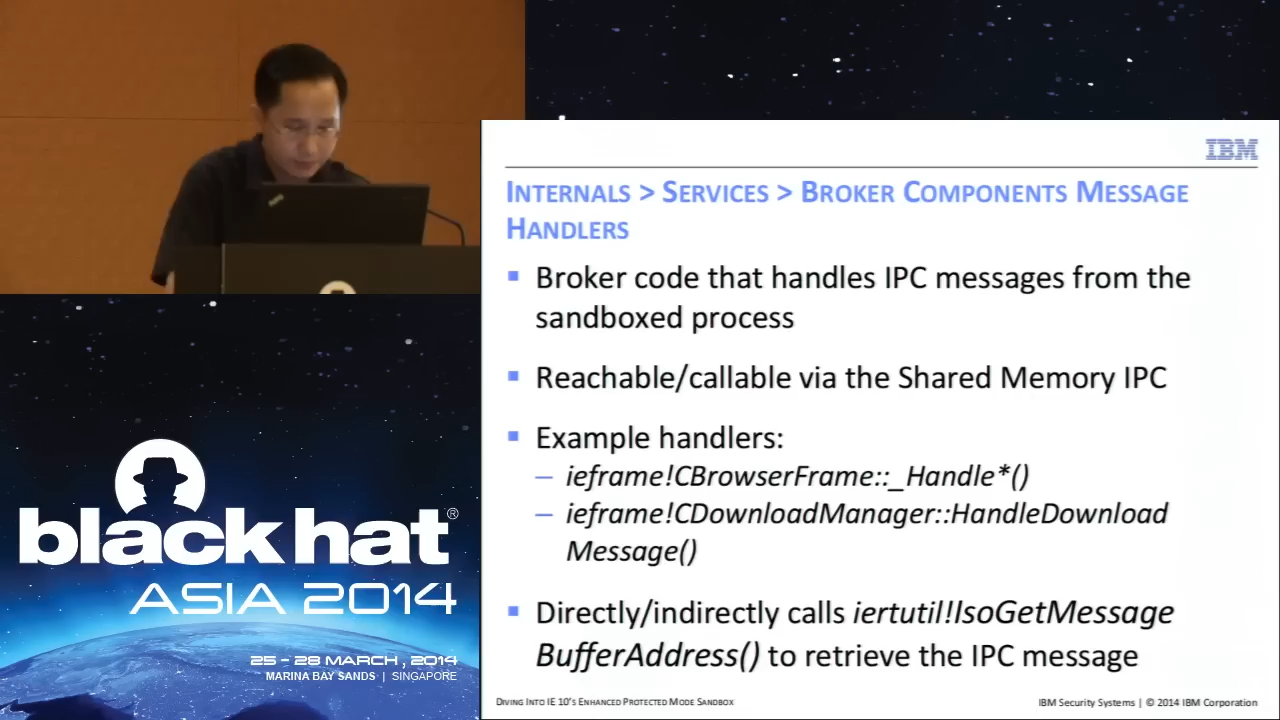 IBM
INTERNALS > SERVICES > BROKER COMPONENTS MESSAGE
HANDLERS
Broker code that handles IPC messages from the
sandboxed process
Reachable/callable via the Shared Memory IPC
Example handlers:
– ieframe!CBrowserFrame::_Handle*()
– ieframe!CDownloadManager::HandleDownload
Message()
Directly/indirectly calls iertutil!IsoGetMessage
BufferAddress() to retrieve the IPC message
DIVING INTO IE 10'S ENHANCED PROTECTED MODE SANDBOX
IBM Security Systems | © 2014 IBM Corporation
black hat®
ASIA 2014
25 - 28 MARCH, 2014
MARINA BAY SANDS | SINGAPORE